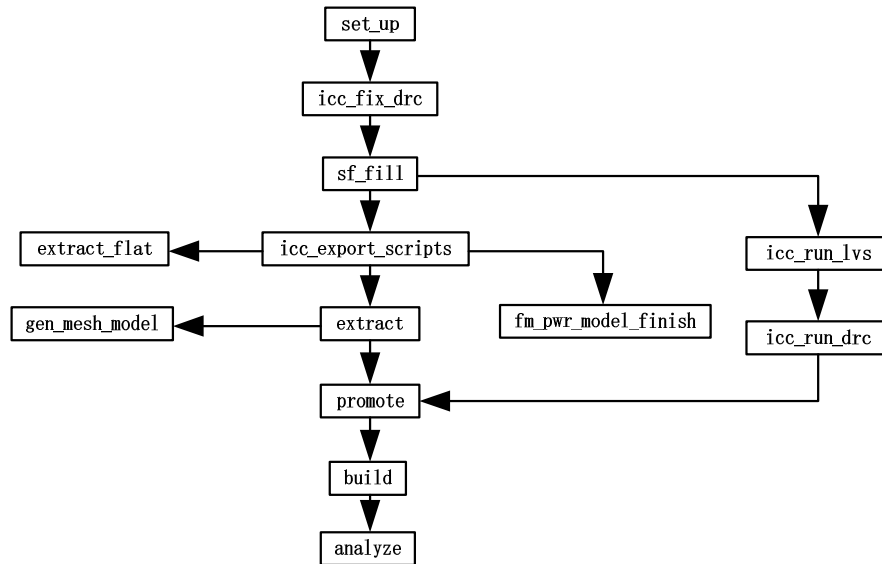 set_up
icc_fix_drc
sf_fill
extract_flat
icc_export_scripts
icc_run_lvs
gen_mesh_model
extract
fm_pwr_model_finish
icc_run_drc
promote
build
analyze